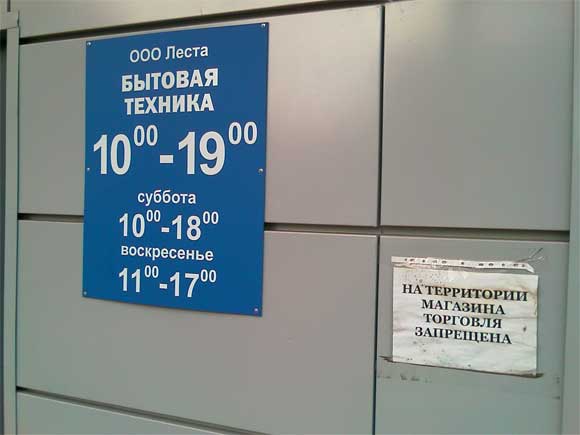 ООО Леста
БЫТОВАЯ
ТЕХНИКА
10⁰⁰-19⁰⁰
суббота
10⁰⁰-18⁰⁰
воскресенье
11⁰⁰-17⁰⁰
НА ТЕРРИТОРИИ
МАГАЗИНА
ТОРГОВЛЯ
ЗАПРЕЩЕНА